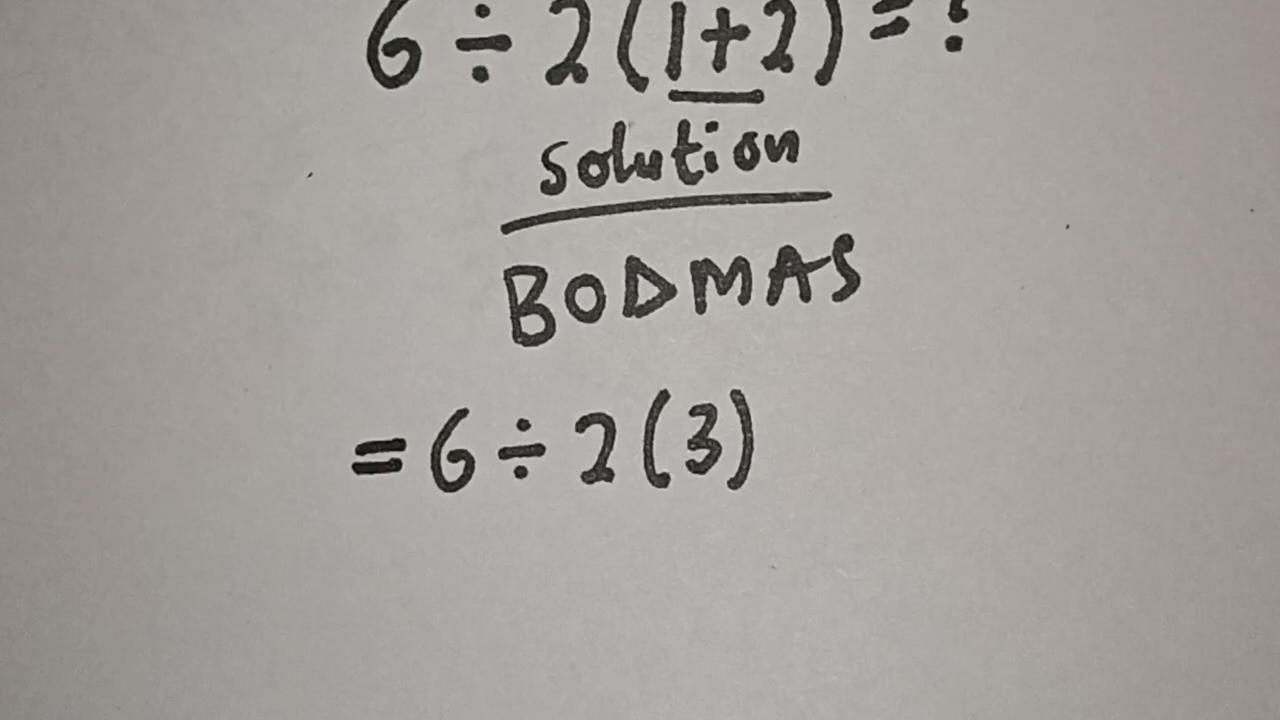 6 ÷ 2(1+2) = ?
solution
BODMAS
= 6 ÷ 2(3)